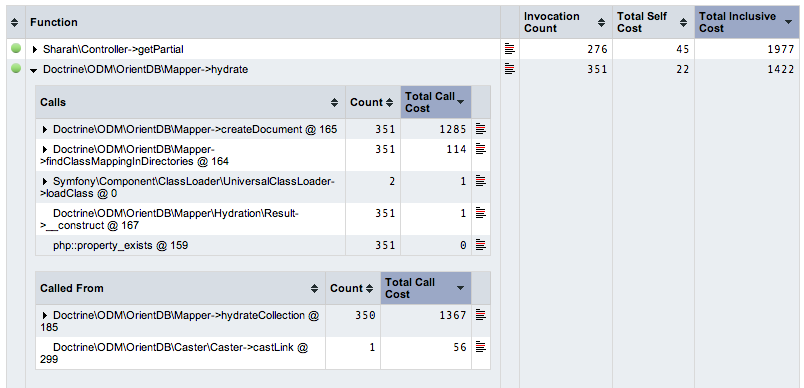 Function Invocation Count Total Self Cost Total Inclusive Cost
Sharah\Controller->getPartial 276 45 1977
Doctrine\ODM\OrientDB\Mapper->hydrate 351 22 1422
Calls Count Total Call Cost
Doctrine\ODM\OrientDB\Mapper->createDocument @ 165 351 1285
Doctrine\ODM\OrientDB\Mapper- 351 114
>findClassMappingInDirectories @ 164
Symfony\Component\ClassLoader\UniversalClassLoader- 2 1
>loadClass @ 0
Doctrine\ODM\OrientDB\Mapper\Hydration\Result- 351 1
>__construct @ 167
php::property_exists @ 159 351 0
Called From Count Total Call Cost
Doctrine\ODM\OrientDB\Mapper->hydrateCollection @ 350 1367
185
Doctrine\ODM\OrientDB\Caster\Caster->castLink @ 1 56
299